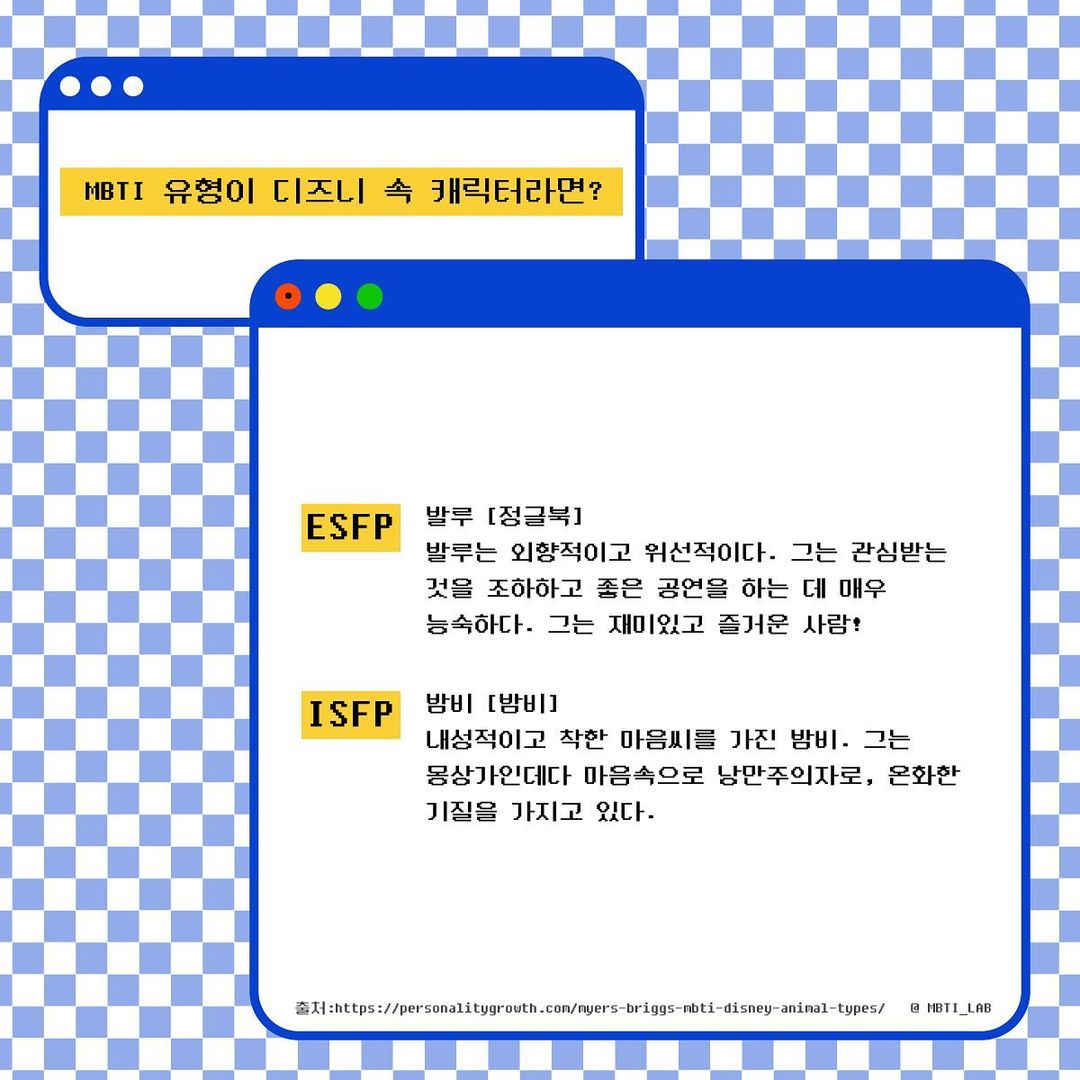 MBTI 유형이 디즈니 속 캐릭터라면?
ESFP
발루 [정글북]
발루는 외향적이고 위선적이다. 그는 관심받는
것을 조하하고 좋은 공연을 하는 데 매우
능숙하다. 그는 재미있고 즐거운 사람!
ISFP
밤비 [밤비]
내성적이고 착한 마음씨를 가진 밤비. 그는
몽상가인데다 마음속으로 낭만주의자로, 온화한
기질을 가지고 있다.
출처:https://personalitygrowth.com/myers-briggs-mbti-disney-animal-types/ @ MBTI_LAB